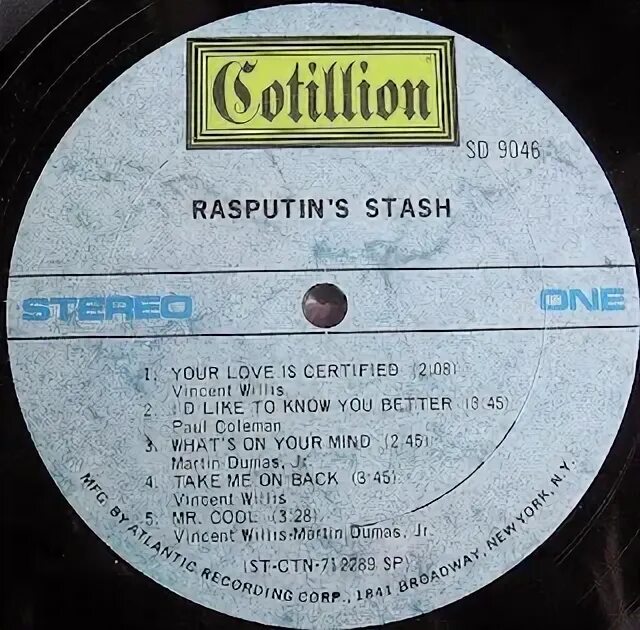 Cotillion
SD 9046
RASPUTIN'S STASH
STEREO
ONE
1. YOUR LOVE IS CERTIFIED (2:08)
Vincent Willis
2. I'D LIKE TO KNOW YOU BETTER (3:45)
Paul Coleman
3. WHAT'S ON YOUR MIND (2:45)
Martin Dumas, Jr.
4. TAKE ME ON BACK (3:45)
Vincent Willis
5. MR. COOL (3:28)
Vincent Willis-Martin Dumas, Jr.
(ST-CTN-712289 SP)
MFG. BY ATLANTIC RECORDING CORP., 1841 BROADWAY, NEW YORK, N.Y.